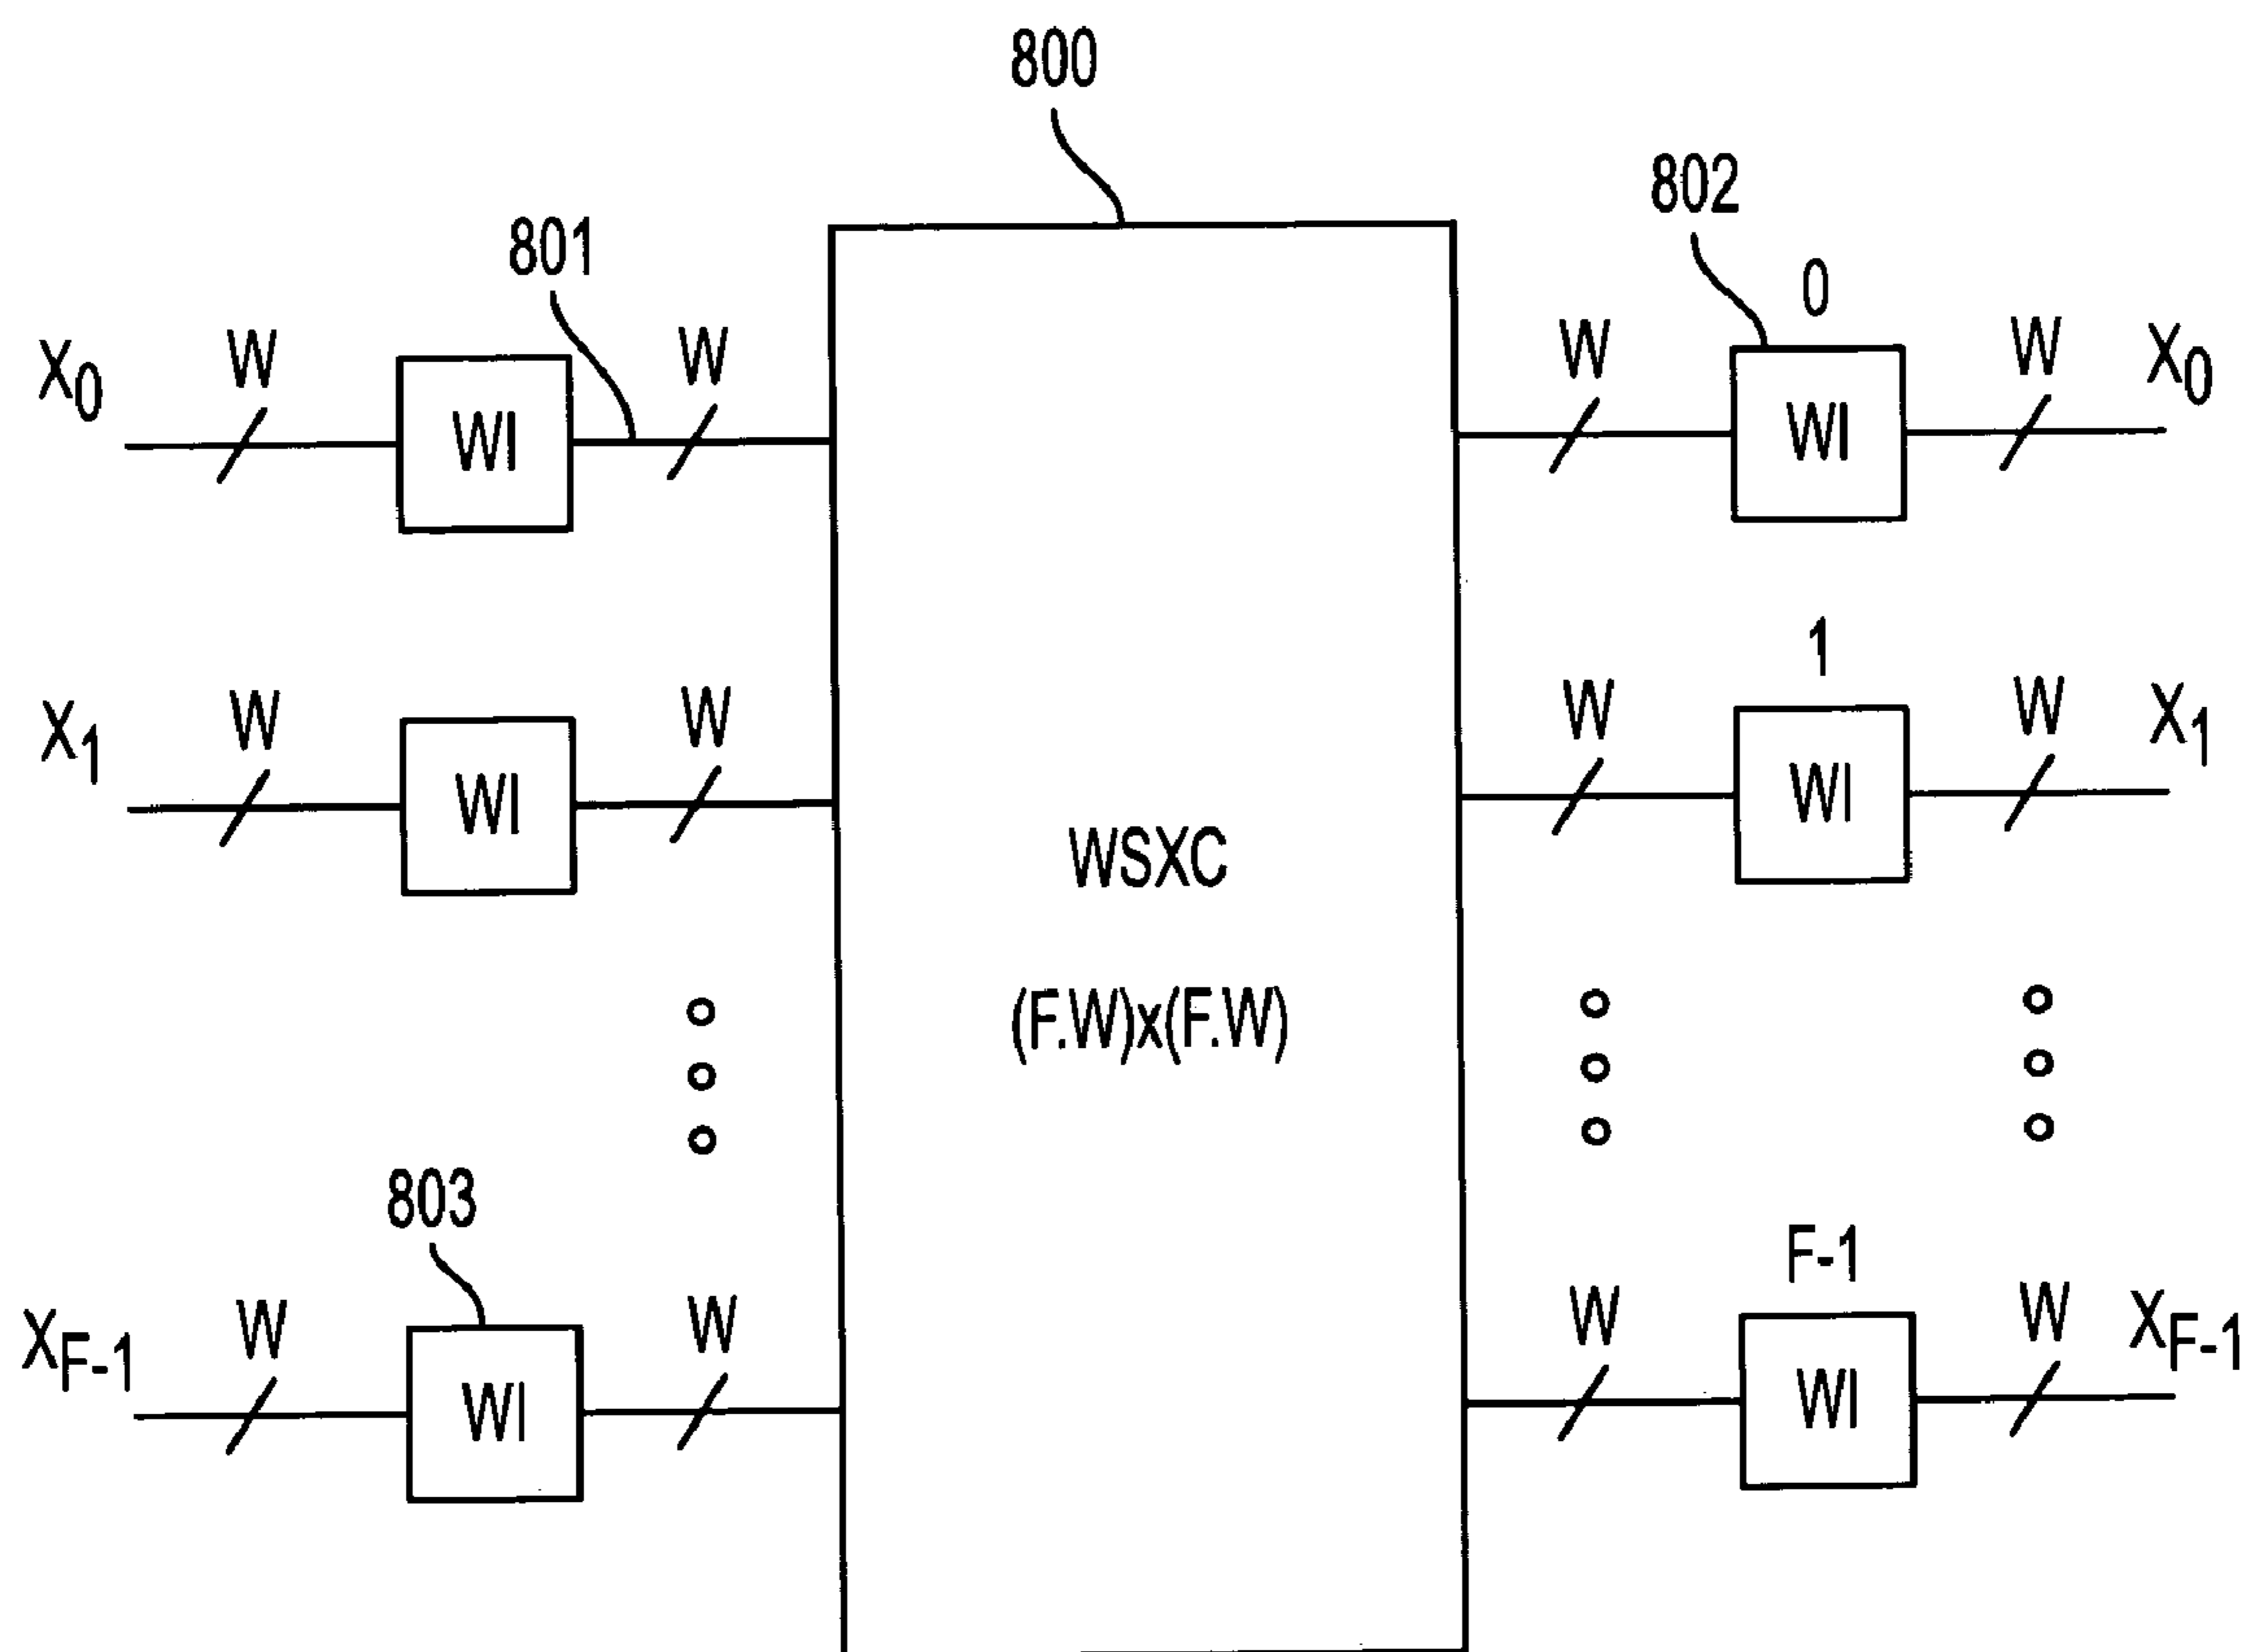 800
802
801
0
X0 W WI W W WI W X0
1
X1 W WI W W WI W X1
WSXC
(F.W)x(F.W)
803
F-1
XF-1 W WI W W WI W XF-1